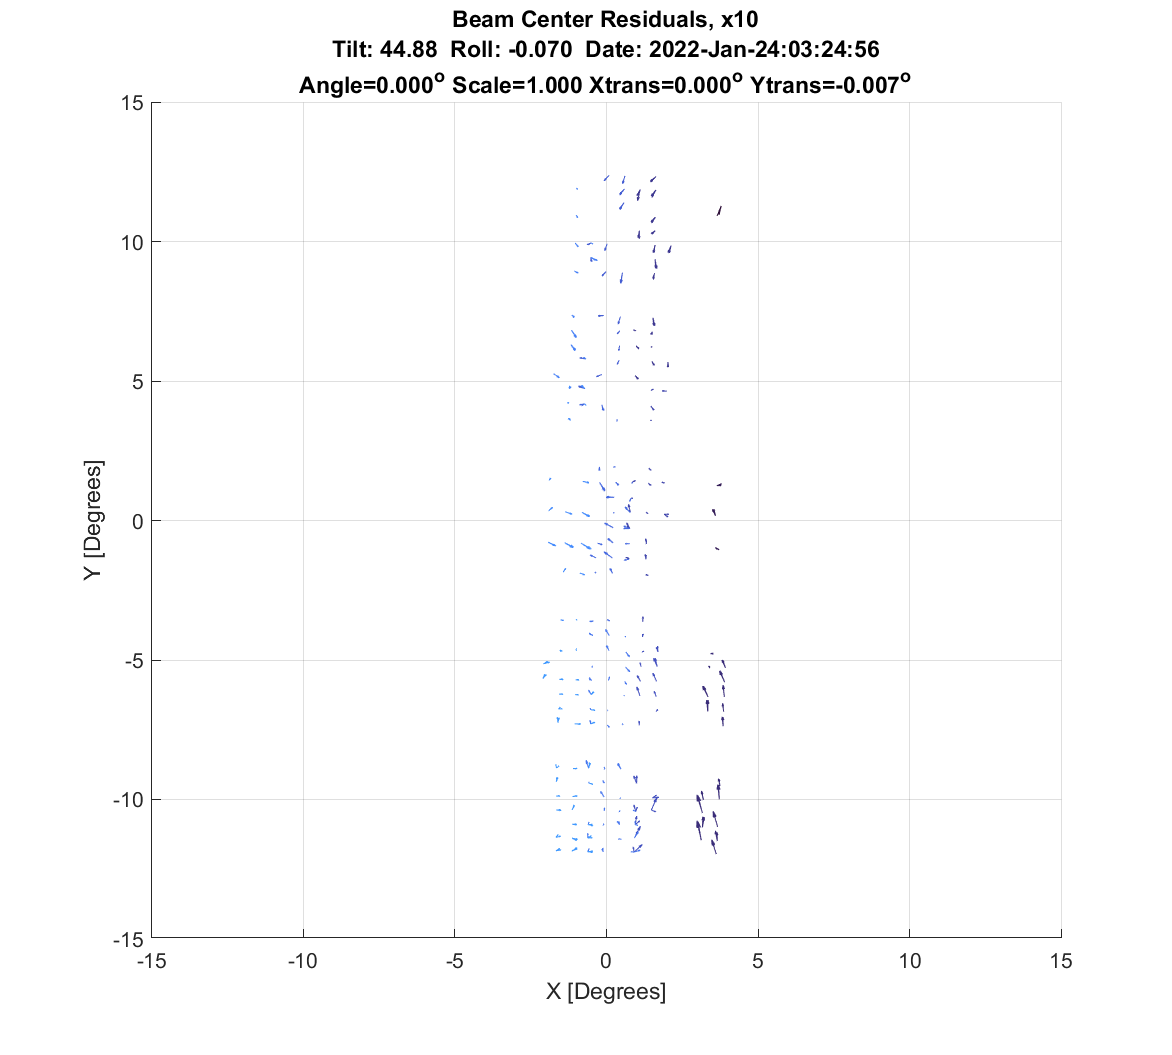 Beam Center Residuals, x10
Tilt: 44.88 Roll: -0.070 Date: 2022-Jan-24:03:24:56
Angle=0.000° Scale=1.000 Xtrans=0.000° Ytrans=-0.007°
15
10
5
0
-5
-10
-15
Y [Degrees]
-15 -10 -5 0 5 10 15
X [Degrees]